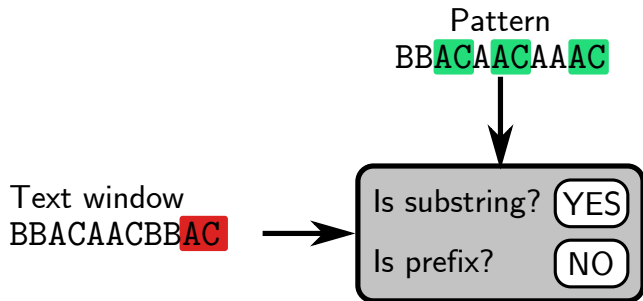 Pattern
BBACAACAAAC
Text window
BBACAACBBAC
Is substring? YES
Is prefix? NO